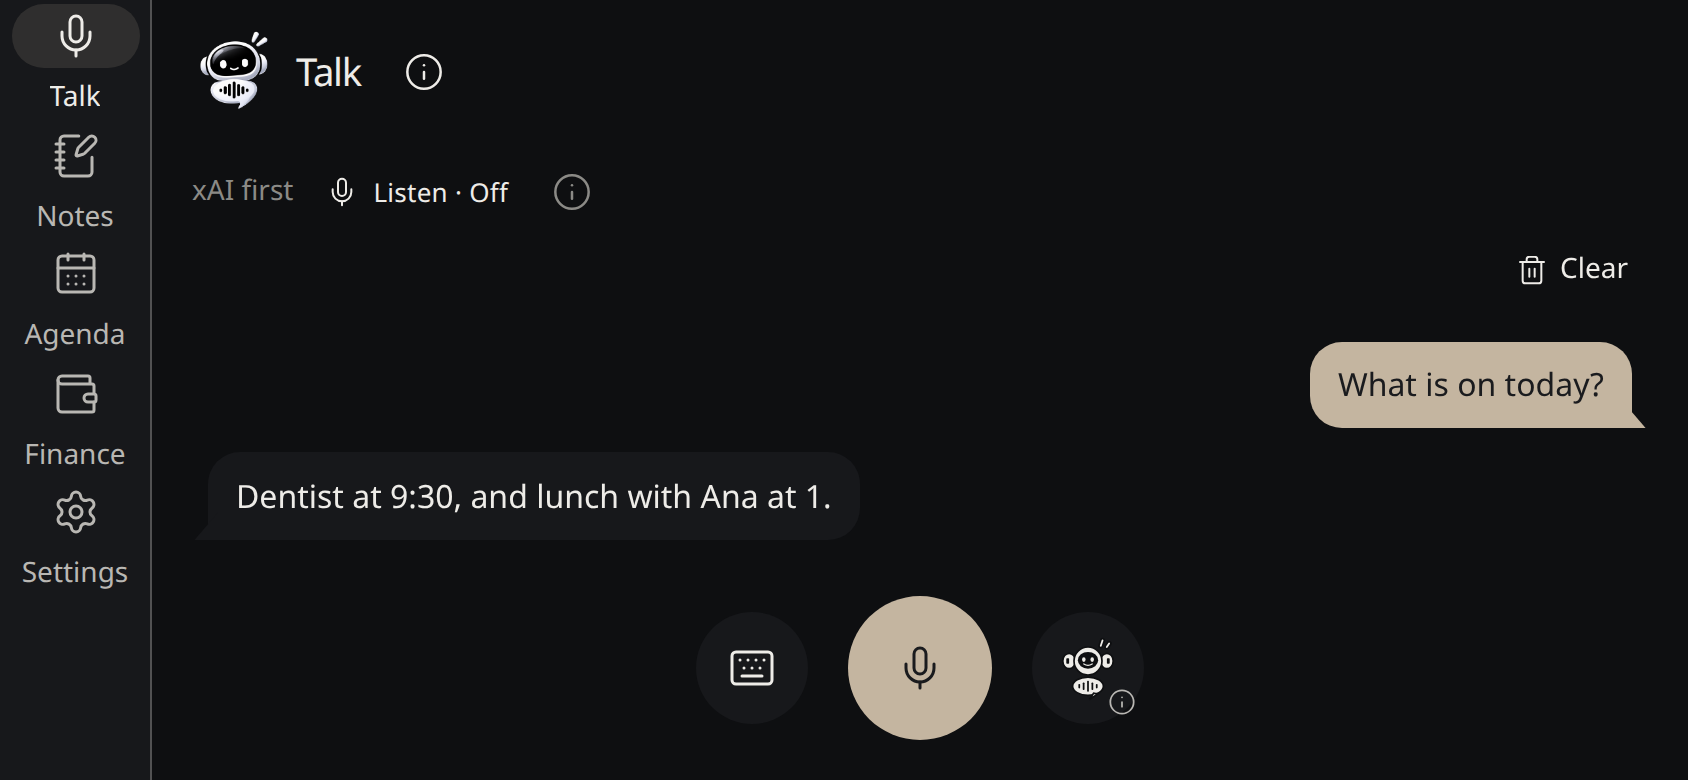 Talk
Notes
Agenda
Finance
Settings
Talk
xAI first
Listen · Off
Clear
What is on today?
Dentist at 9:30, and lunch with Ana at 1.